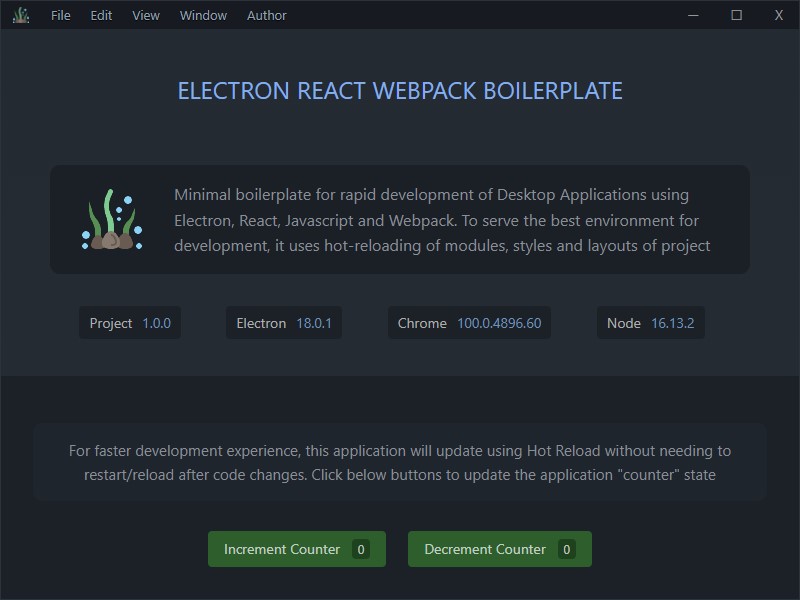 File Edit View Window Author X
ELECTRON REACT WEBPACK BOILERPLATE
Minimal boilerplate for rapid development of Desktop Applications using
Electron, React, Javascript and Webpack. To serve the best environment for
development, it uses hot-reloading of modules, styles and layouts of project
Project 1.0.0 Electron 18.0.1 Chrome 100.0.4896.60 Node 16.13.2
For faster development experience, this application will update using Hot Reload without needing to
restart/reload after code changes. Click below buttons to update the application "counter" state
Increment Counter 0 Decrement Counter 0